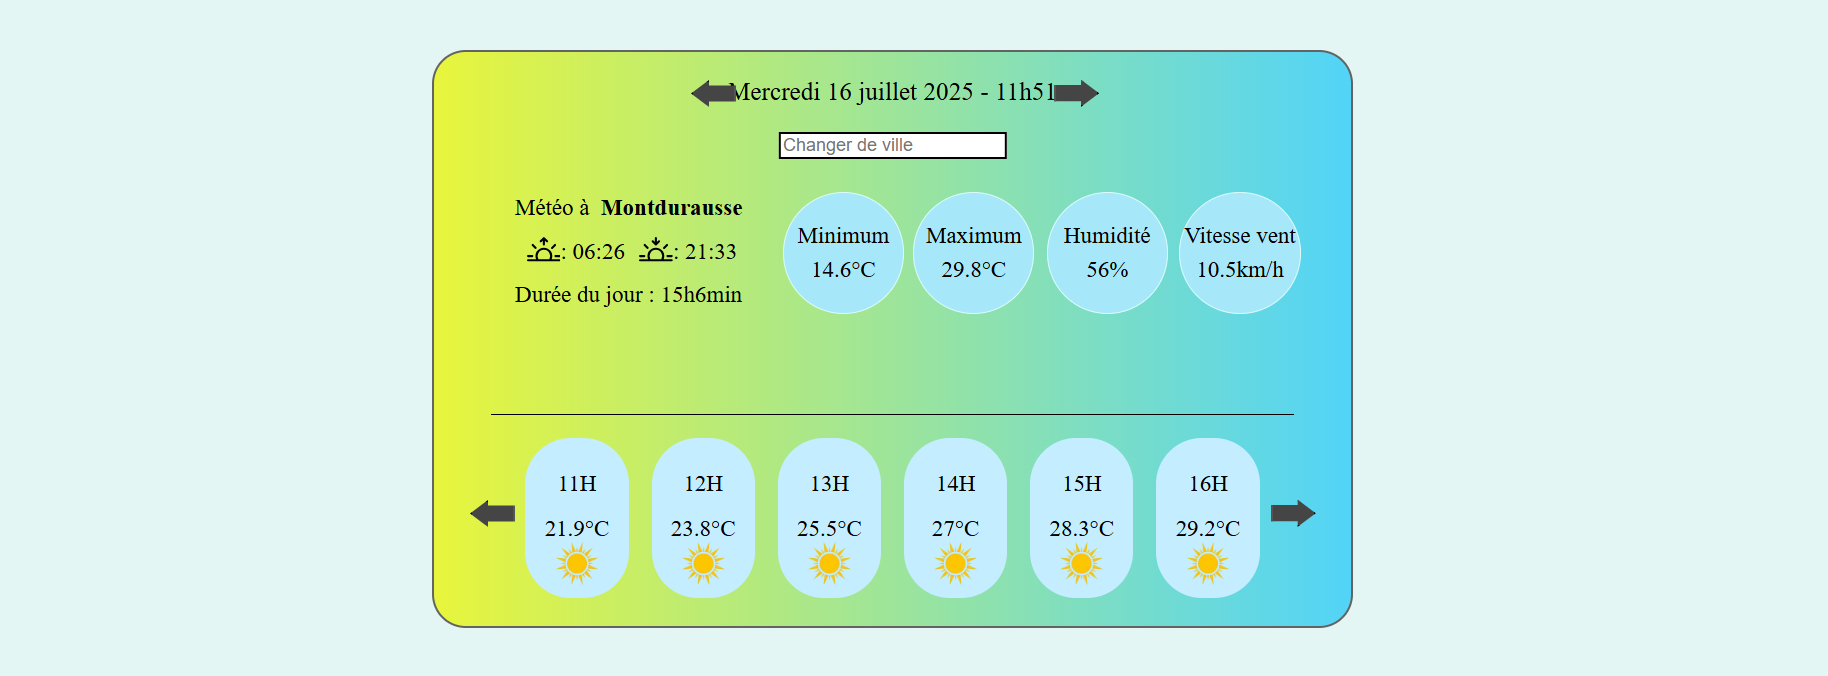 Mercredi 16 juillet 2025 - 11h51
Changer de ville
Météo à Montdurausse
: 06:26 : 21:33
Durée du jour : 15h6min
Minimum
14.6°C
Maximum
29.8°C
Humidité
56%
Vitesse vent
10.5km/h
11H
21.9°C
12H
23.8°C
13H
25.5°C
14H
27°C
15H
28.3°C
16H
29.2°C